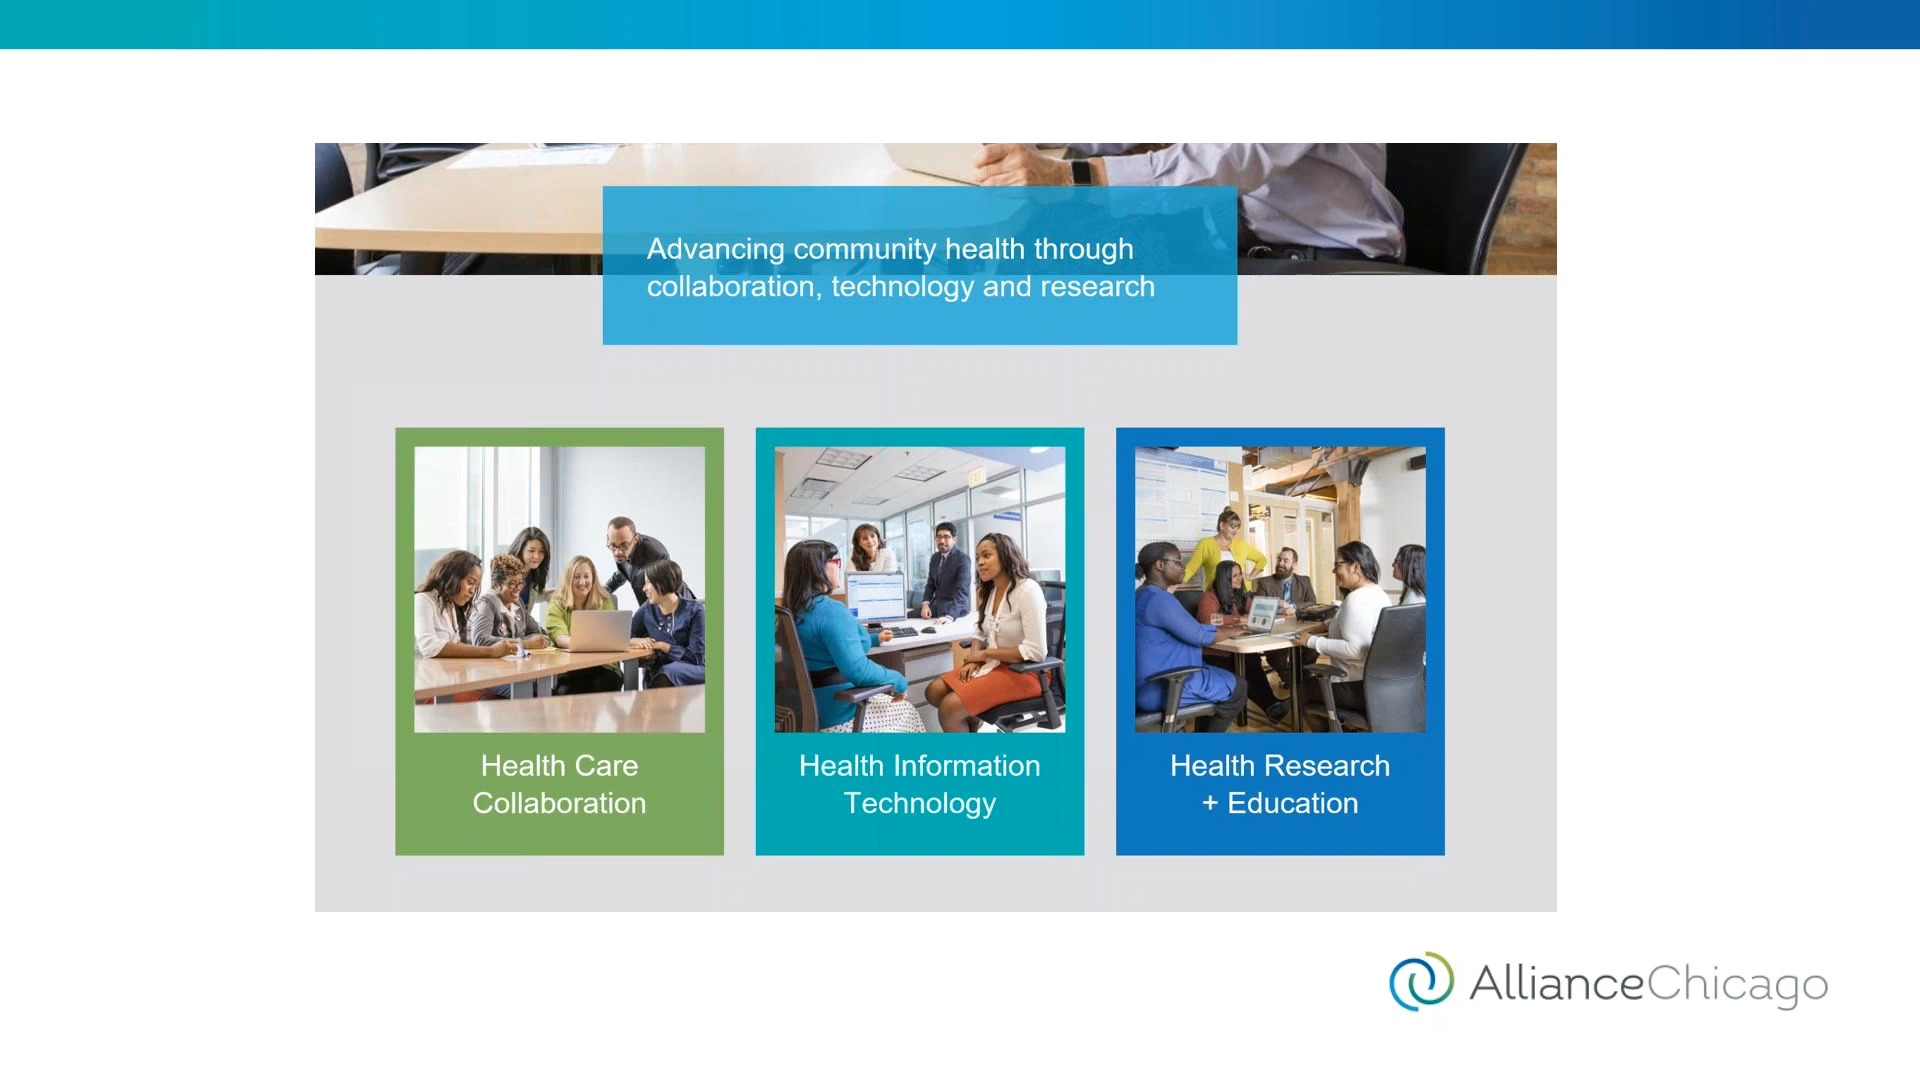 Advancing community health through
collaboration, technology and research
Health Care
Collaboration
Health Information
Technology
Health Research
+ Education
AllianceChicago